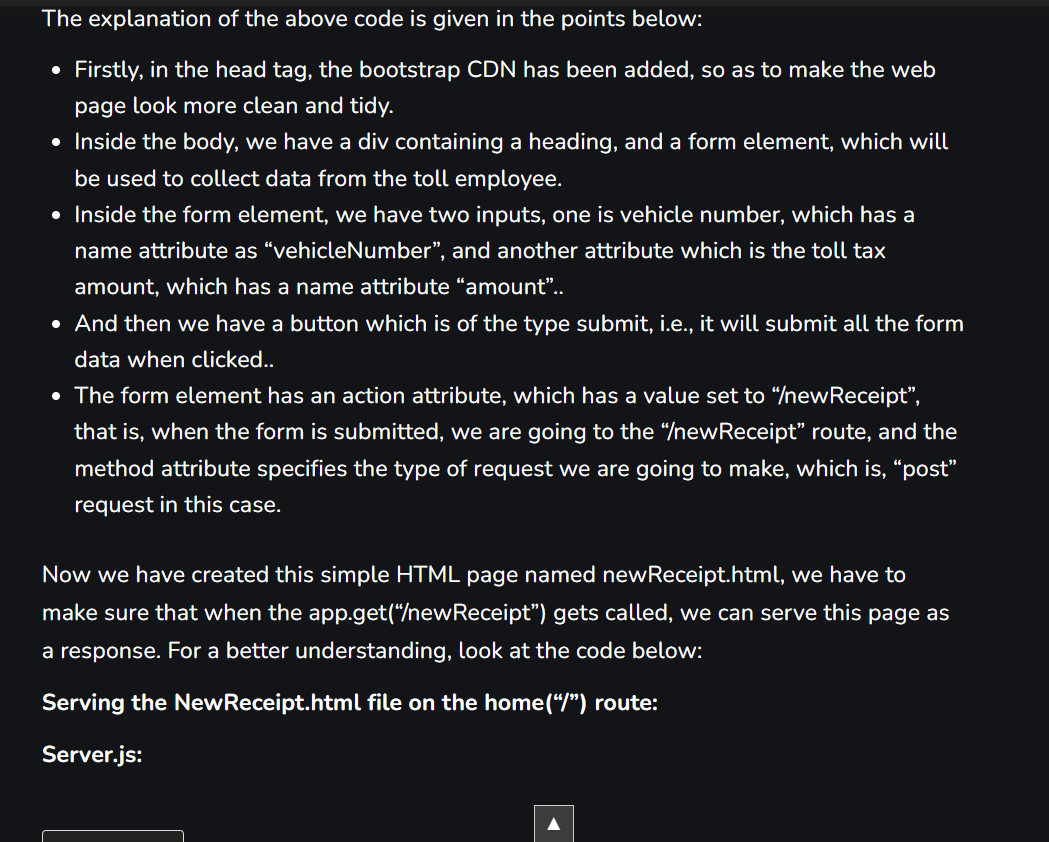 The explanation of the above code is given in the points below:
• Firstly, in the head tag, the bootstrap CDN has been added, so as to make the web
page look more clean and tidy.
• Inside the body, we have a div containing a heading, and a form element, which will
be used to collect data from the toll employee.
• Inside the form element, we have two inputs, one is vehicle number, which has a
name attribute as “vehicleNumber”, and another attribute which is the toll tax
amount, which has a name attribute “amount”..
• And then we have a button which is of the type submit, i.e., it will submit all the form
data when clicked..
• The form element has an action attribute, which has a value set to “/newReceipt”,
that is, when the form is submitted, we are going to the “/newReceipt” route, and the
method attribute specifies the type of request we are going to make, which is, “post”
request in this case.
Now we have created this simple HTML page named newReceipt.html, we have to
make sure that when the app.get(“/newReceipt”) gets called, we can serve this page as
a response. For a better understanding, look at the code below:
Serving the NewReceipt.html file on the home(“/”) route:
Server.js: